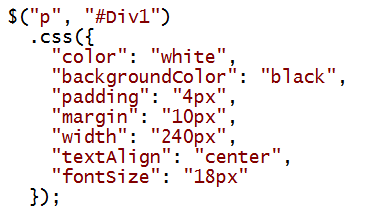 $("p", "#Div1")
  .css({
    "color": "white",
    "backgroundColor": "black",
    "padding": "4px",
    "margin": "10px",
    "width": "240px",
    "textAlign": "center",
    "fontSize": "18px"
  });